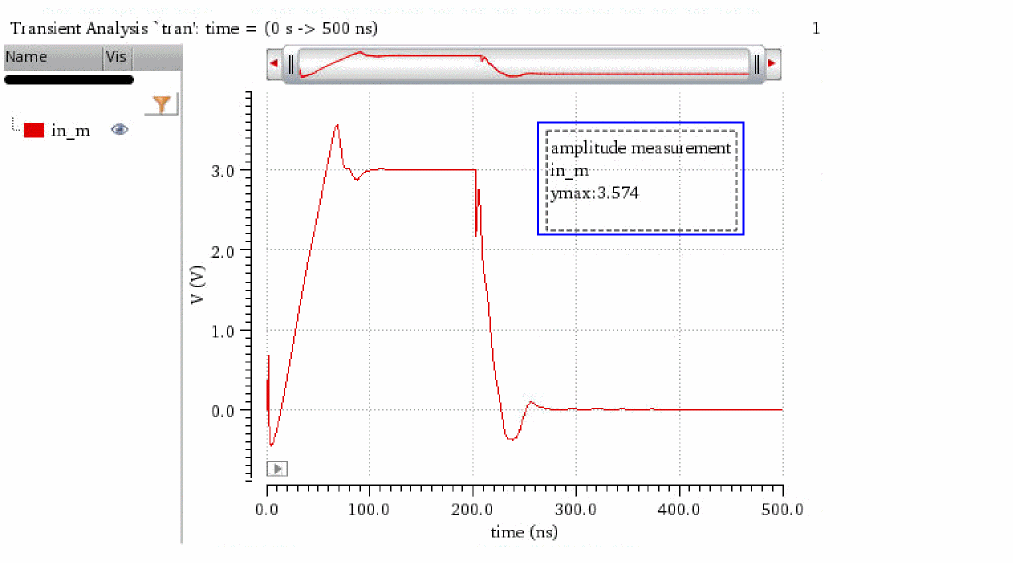 Transient Analysis `tran': time = (0 s -> 500 ns)
1
Name Vis
in_m
amplitude measurement
in_m
ymax:3.574
3.0
2.0
1.0
0.0
V (V)
0.0 100.0 200.0 300.0 400.0 500.0
time (ns)